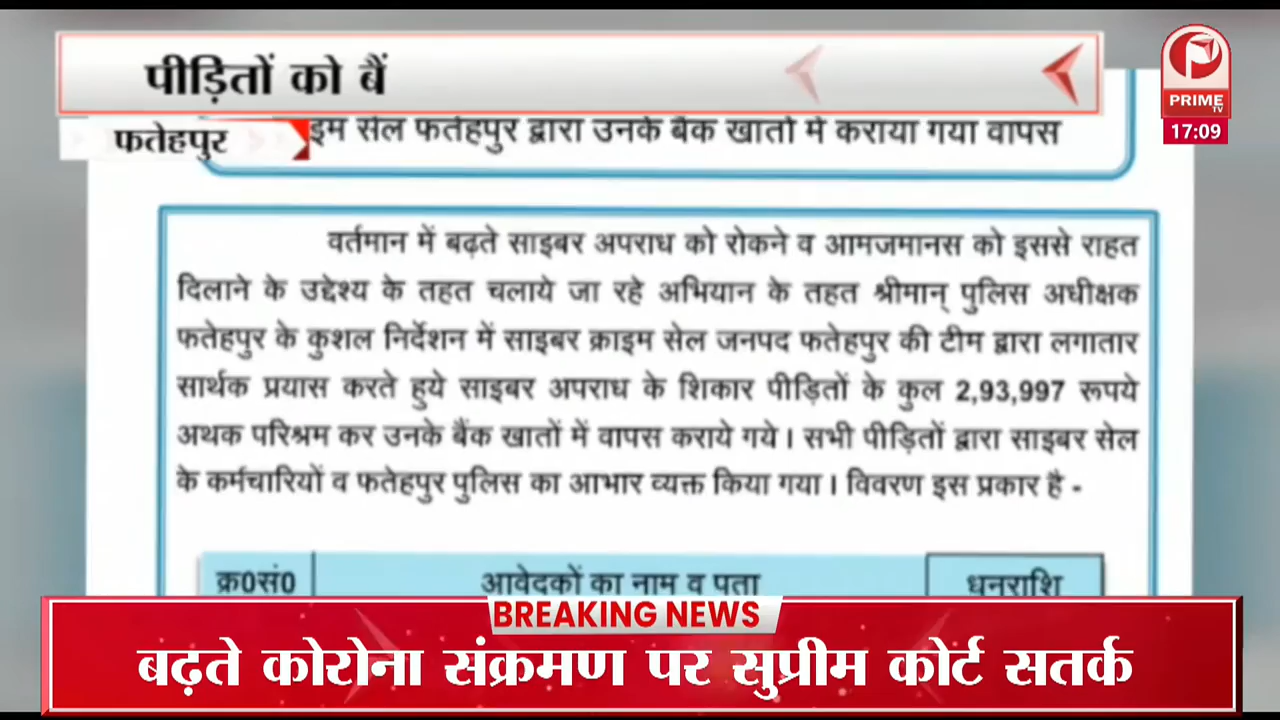 पीड़ितों को बैं
PRIME TV
17:09
फतेहपुर
इम सेल फतेहपुर द्वारा उनके बैंक खातों में कराया गया वापस
वर्तमान में बढ़ते साइबर अपराध को रोकने व आमजमानस को इससे राहत
दिलाने के उद्देश्य के तहत चलाये जा रहे अभियान के तहत श्रीमान् पुलिस अधीक्षक
फतेहपुर के कुशल निर्देशन में साइबर क्राइम सेल जनपद फतेहपुर की टीम द्वारा लगातार
सार्थक प्रयास करते हुये साइबर अपराध के शिकार पीड़ितों के कुल 2,93,997 रूपये
अथक परिश्रम कर उनके बैंक खातों में वापस कराये गये । सभी पीड़ितों द्वारा साइबर सेल
के कर्मचारियों व फतेहपुर पुलिस का आभार व्यक्त किया गया । विवरण इस प्रकार है -
क्र0सं0 आवेदकों का नाम व पता धनराशि
BREAKING NEWS
बढ़ते कोरोना संक्रमण पर सुप्रीम कोर्ट सतर्क